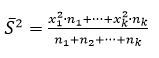 S̄² = (x₁²·n₁+⋯+xₖ²·nₖ)/(n₁+n₂+⋯+nₖ)